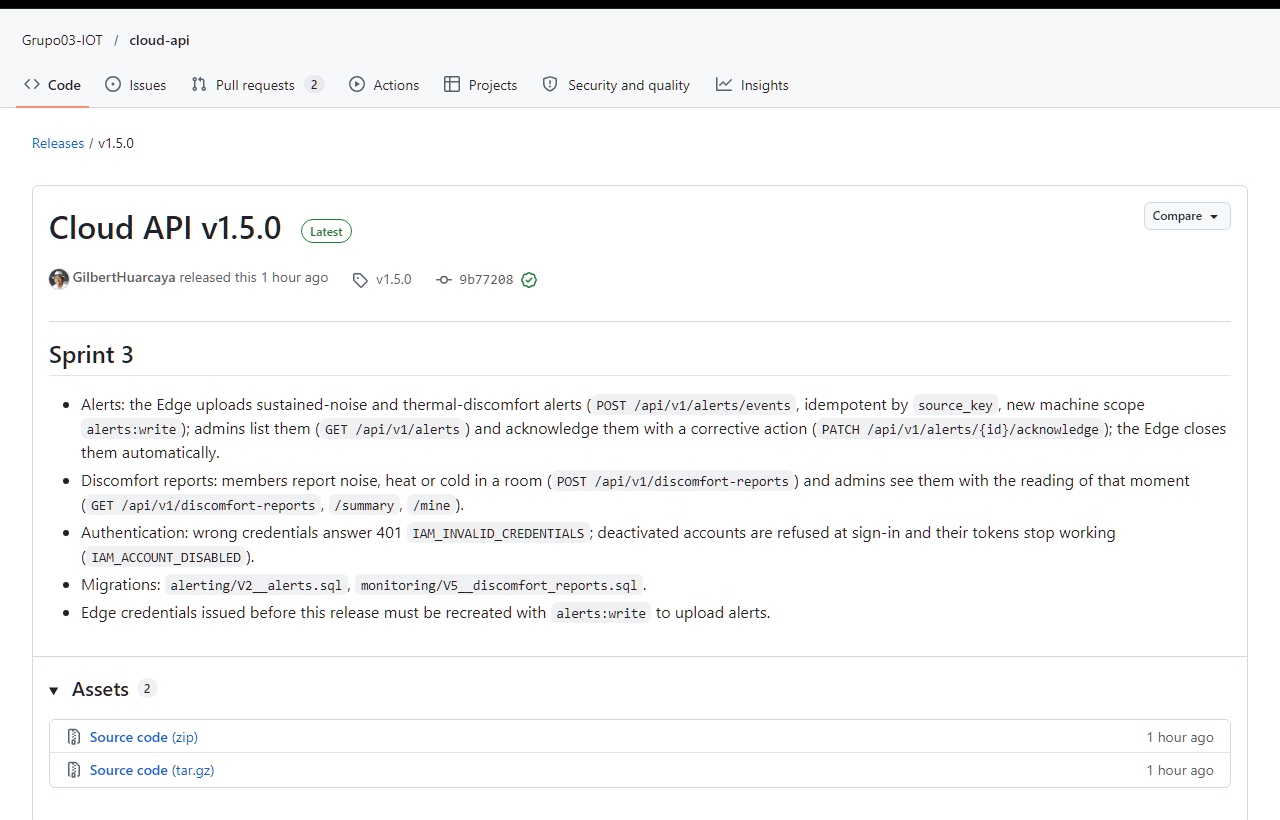 Grupo03-IOT / cloud-api
Code Issues Pull requests 2 Actions Projects Security and quality Insights
Releases / v1.5.0
Cloud API v1.5.0 Latest Compare
GilbertHuarcaya released this 1 hour ago v1.5.0 9b77208
Sprint 3
Alerts: the Edge uploads sustained-noise and thermal-discomfort alerts ( POST /api/v1/alerts/events , idempotent by source_key , new machine scope
alerts:write ); admins list them ( GET /api/v1/alerts ) and acknowledge them with a corrective action ( PATCH /api/v1/alerts/{id}/acknowledge ); the Edge closes
them automatically.
Discomfort reports: members report noise, heat or cold in a room ( POST /api/v1/discomfort-reports ) and admins see them with the reading of that moment
( GET /api/v1/discomfort-reports , /summary , /mine ).
Authentication: wrong credentials answer 401 IAM_INVALID_CREDENTIALS ; deactivated accounts are refused at sign-in and their tokens stop working
( IAM_ACCOUNT_DISABLED ).
Migrations: alerting/V2__alerts.sql , monitoring/V5__discomfort_reports.sql .
Edge credentials issued before this release must be recreated with alerts:write to upload alerts.
Assets 2
Source code (zip) 1 hour ago
Source code (tar.gz) 1 hour ago